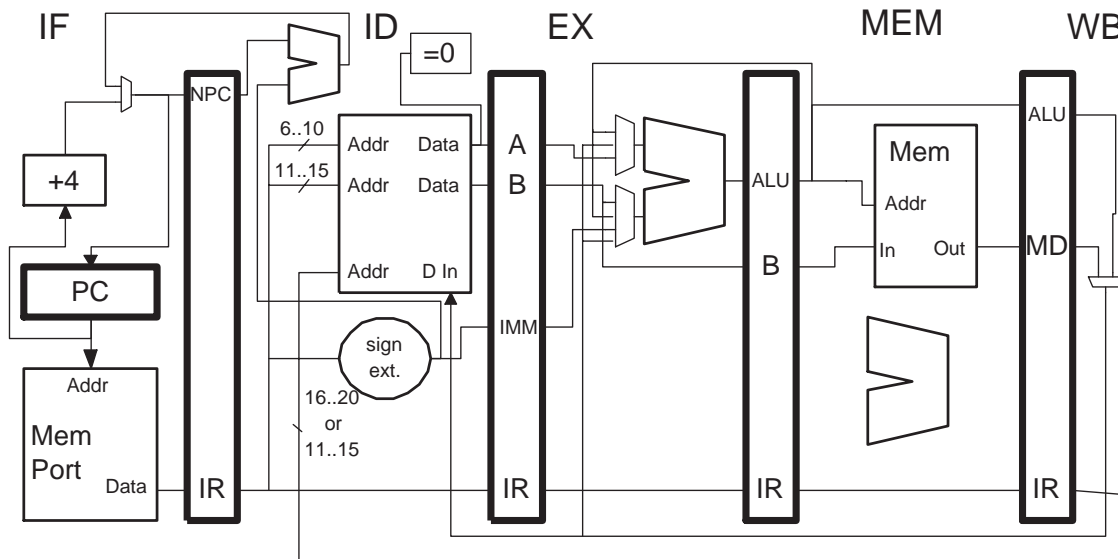 IF
ID
EX
MEM
WB
=0
NPC
+4
PC
Addr
Mem
Port
Data
IR
6..10
11..15
Addr
Data
Addr
Data
Addr
D In
sign
ext.
16..20
or
11..15
A
B
IMM
IR
ALU
B
IR
Mem
Addr
In
Out
ALU
MD
IR